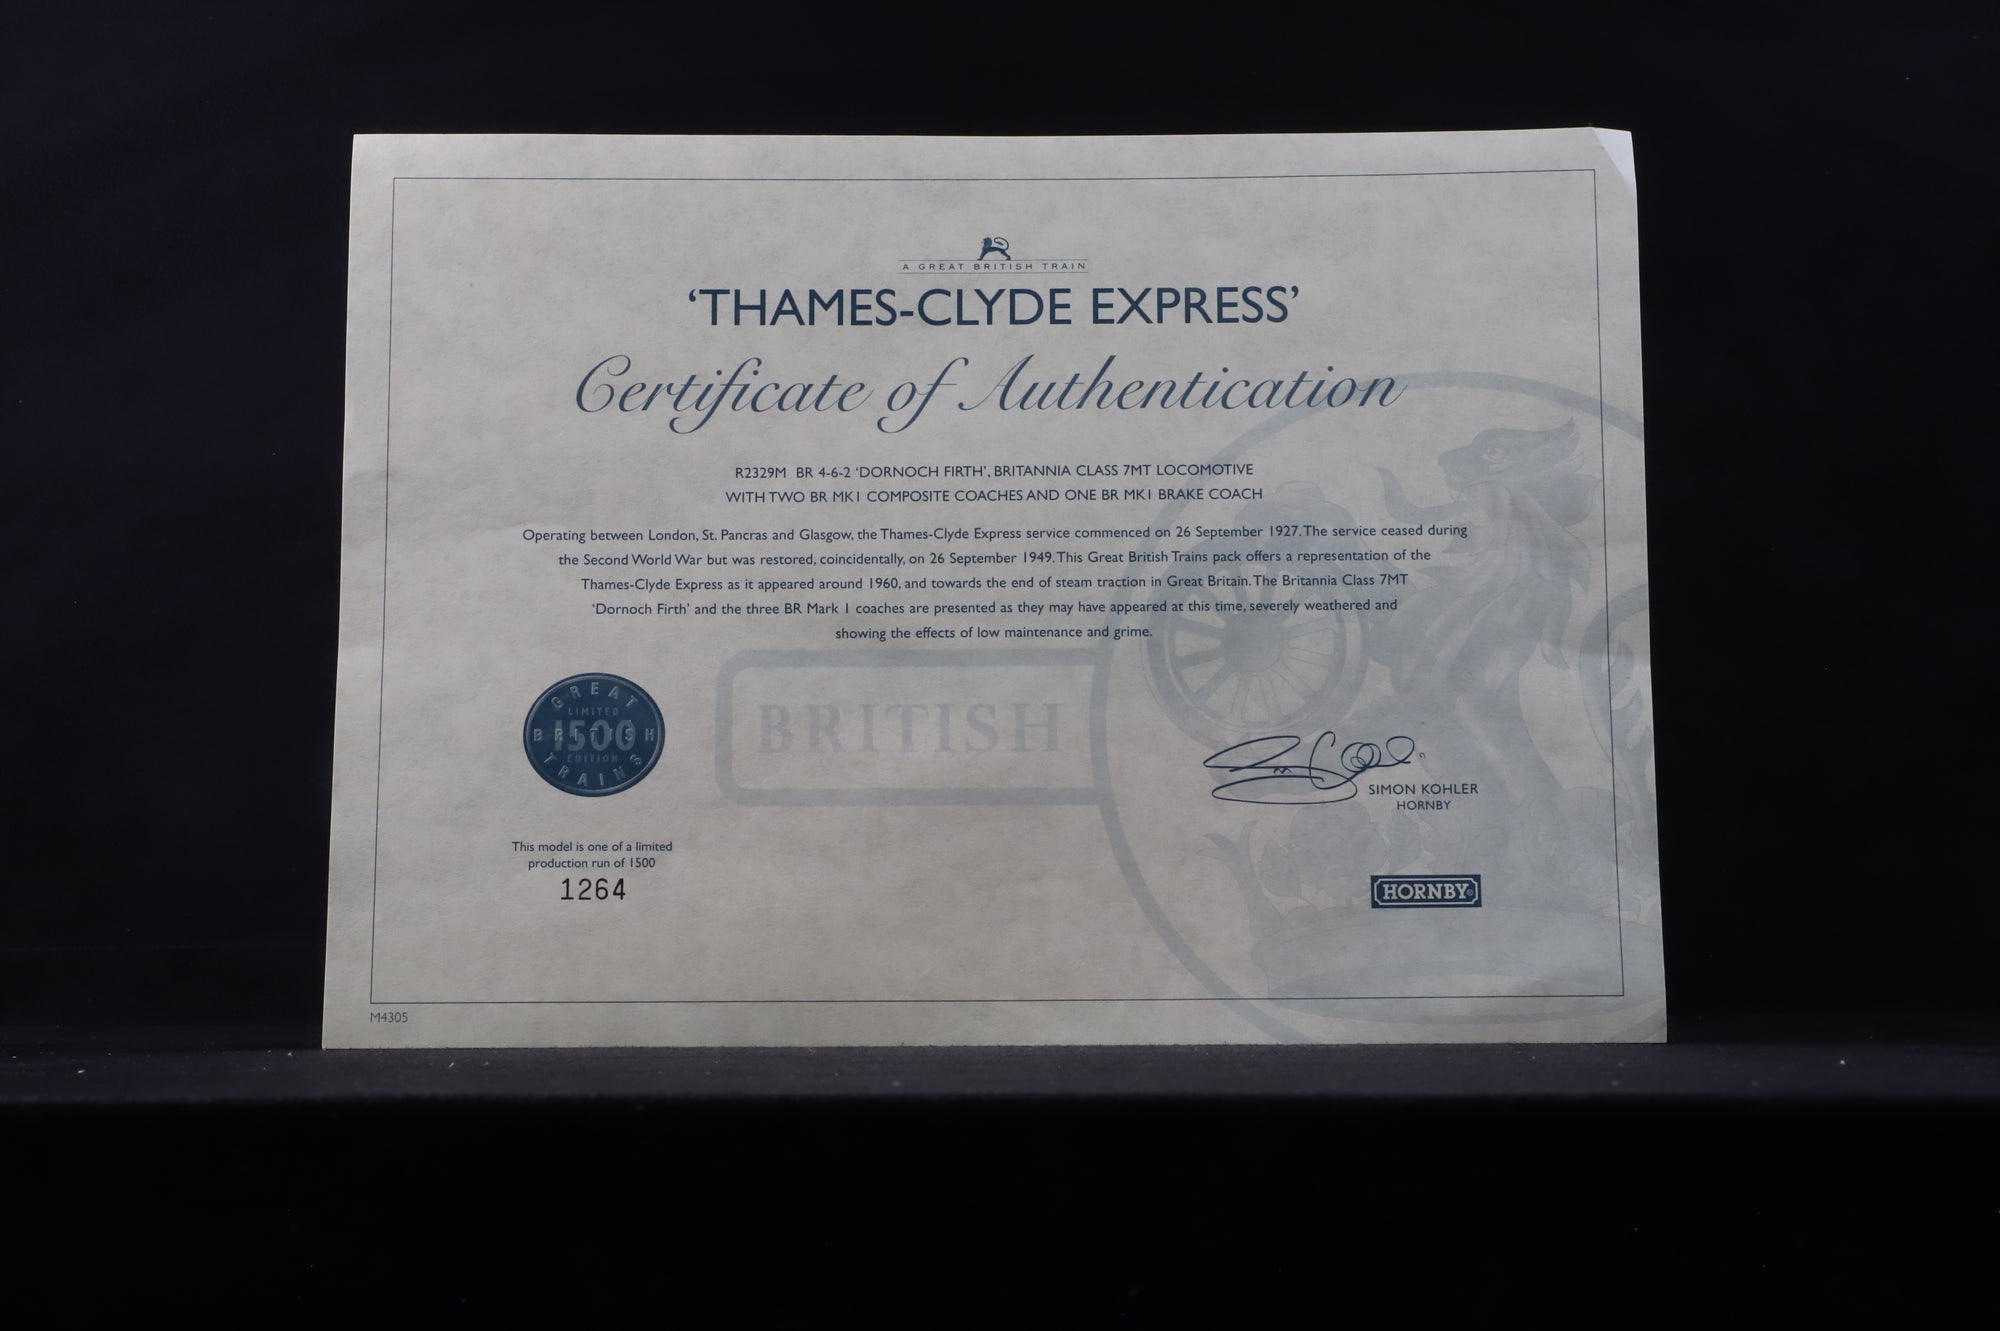 A GREAT BRITISH TRAIN
‘THAMES-CLYDE EXPRESS’
Certificate of Authentication
R2329M BR 4-6-2 ‘DORNOCH FIRTH’, BRITANNIA CLASS 7MT LOCOMOTIVE
WITH TWO BR MK1 COMPOSITE COACHES AND ONE BR MK1 BRAKE COACH
Operating between London, St. Pancras and Glasgow, the Thames-Clyde Express service commenced on 26 September 1927. The service ceased during
the Second World War but was restored, coincidentally, on 26 September 1949. This Great British Trains pack offers a representation of the
Thames-Clyde Express as it appeared around 1960, and towards the end of steam traction in Great Britain. The Britannia Class 7MT
‘Dornoch Firth’ and the three BR Mark 1 coaches are presented as they may have appeared at this time, severely weathered and
showing the effects of low maintenance and grime.
BRITISH
GREAT
LIMITED
1500
BRITISH
EDITION
TRAINS
SIMON KOHLER
HORNBY
This model is one of a limited
production run of 1500
1264
HORNBY®
M4305